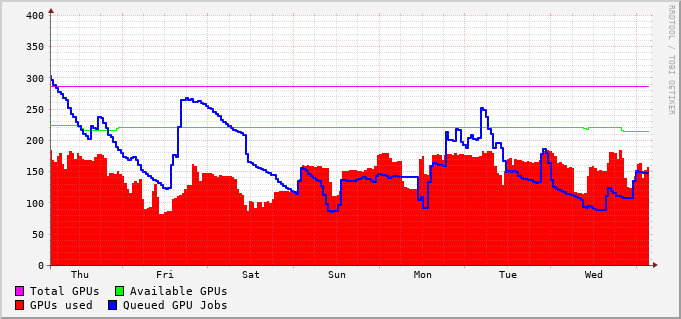 400
350
300
250
200
150
100
50
0
Thu Fri Sat Sun Mon Tue Wed
Total GPUs Available GPUs
GPUs used Queued GPU Jobs
RRDTOOL / TOBI OETIKER